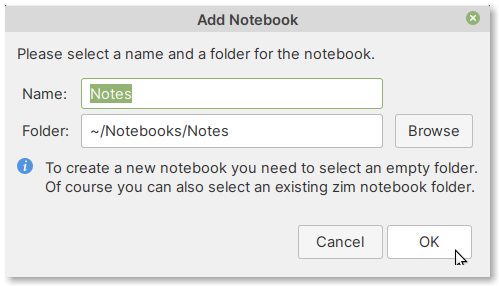 Add Notebook
Please select a name and a folder for the notebook.
Name: Notes
Folder: ~/Notebooks/Notes Browse
To create a new notebook you need to select an empty folder.
Of course you can also select an existing zim notebook folder.
Cancel OK